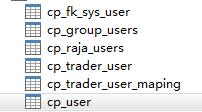 cp_fk_sys_user
cp_group_users
cp_raja_users
cp_trader_user
cp_trader_user_maping
cp_user